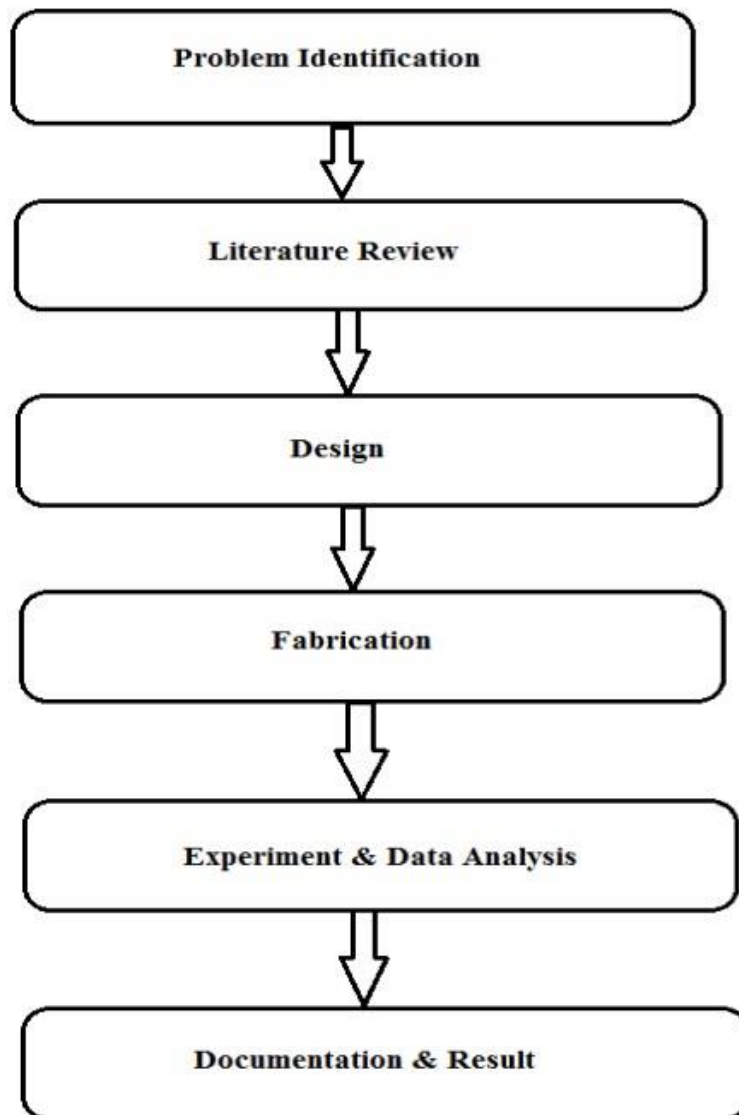 Problem Identification
Literature Review
Design
Fabrication
Experiment & Data Analysis
Documentation & Result